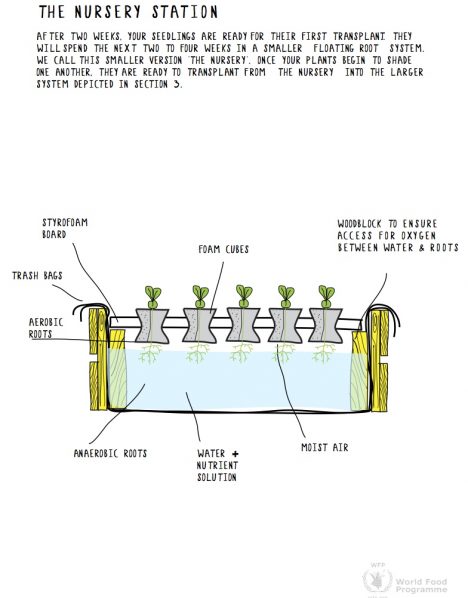 THE NURSERY STATION
AFTER TWO WEEKS, YOUR SEEDLINGS ARE READY FOR THEIR FIRST TRANSPLANT. THEY
WILL SPEND THE NEXT TWO TO FOUR WEEKS IN A SMALLER FLOATING ROOT SYSTEM.
WE CALL THIS SMALLER VERSION 'THE NURSERY'. ONCE YOUR PLANTS BEGIN TO SHADE
ONE ANOTHER, THEY ARE READY TO TRANSPLANT FROM THE NURSERY INTO THE LARGER
SYSTEM DEPICTED IN SECTION 3.
STYROFOAM
BOARD
FOAM CUBES
WOODBLOCK TO ENSURE
ACCESS FOR OXYGEN
BETWEEN WATER & ROOTS
TRASH BAGS
AEROBIC
ROOTS
ANAEROBIC ROOTS
WATER +
NUTRIENT
SOLUTION
MOIST AIR
WFP
World Food
Programme